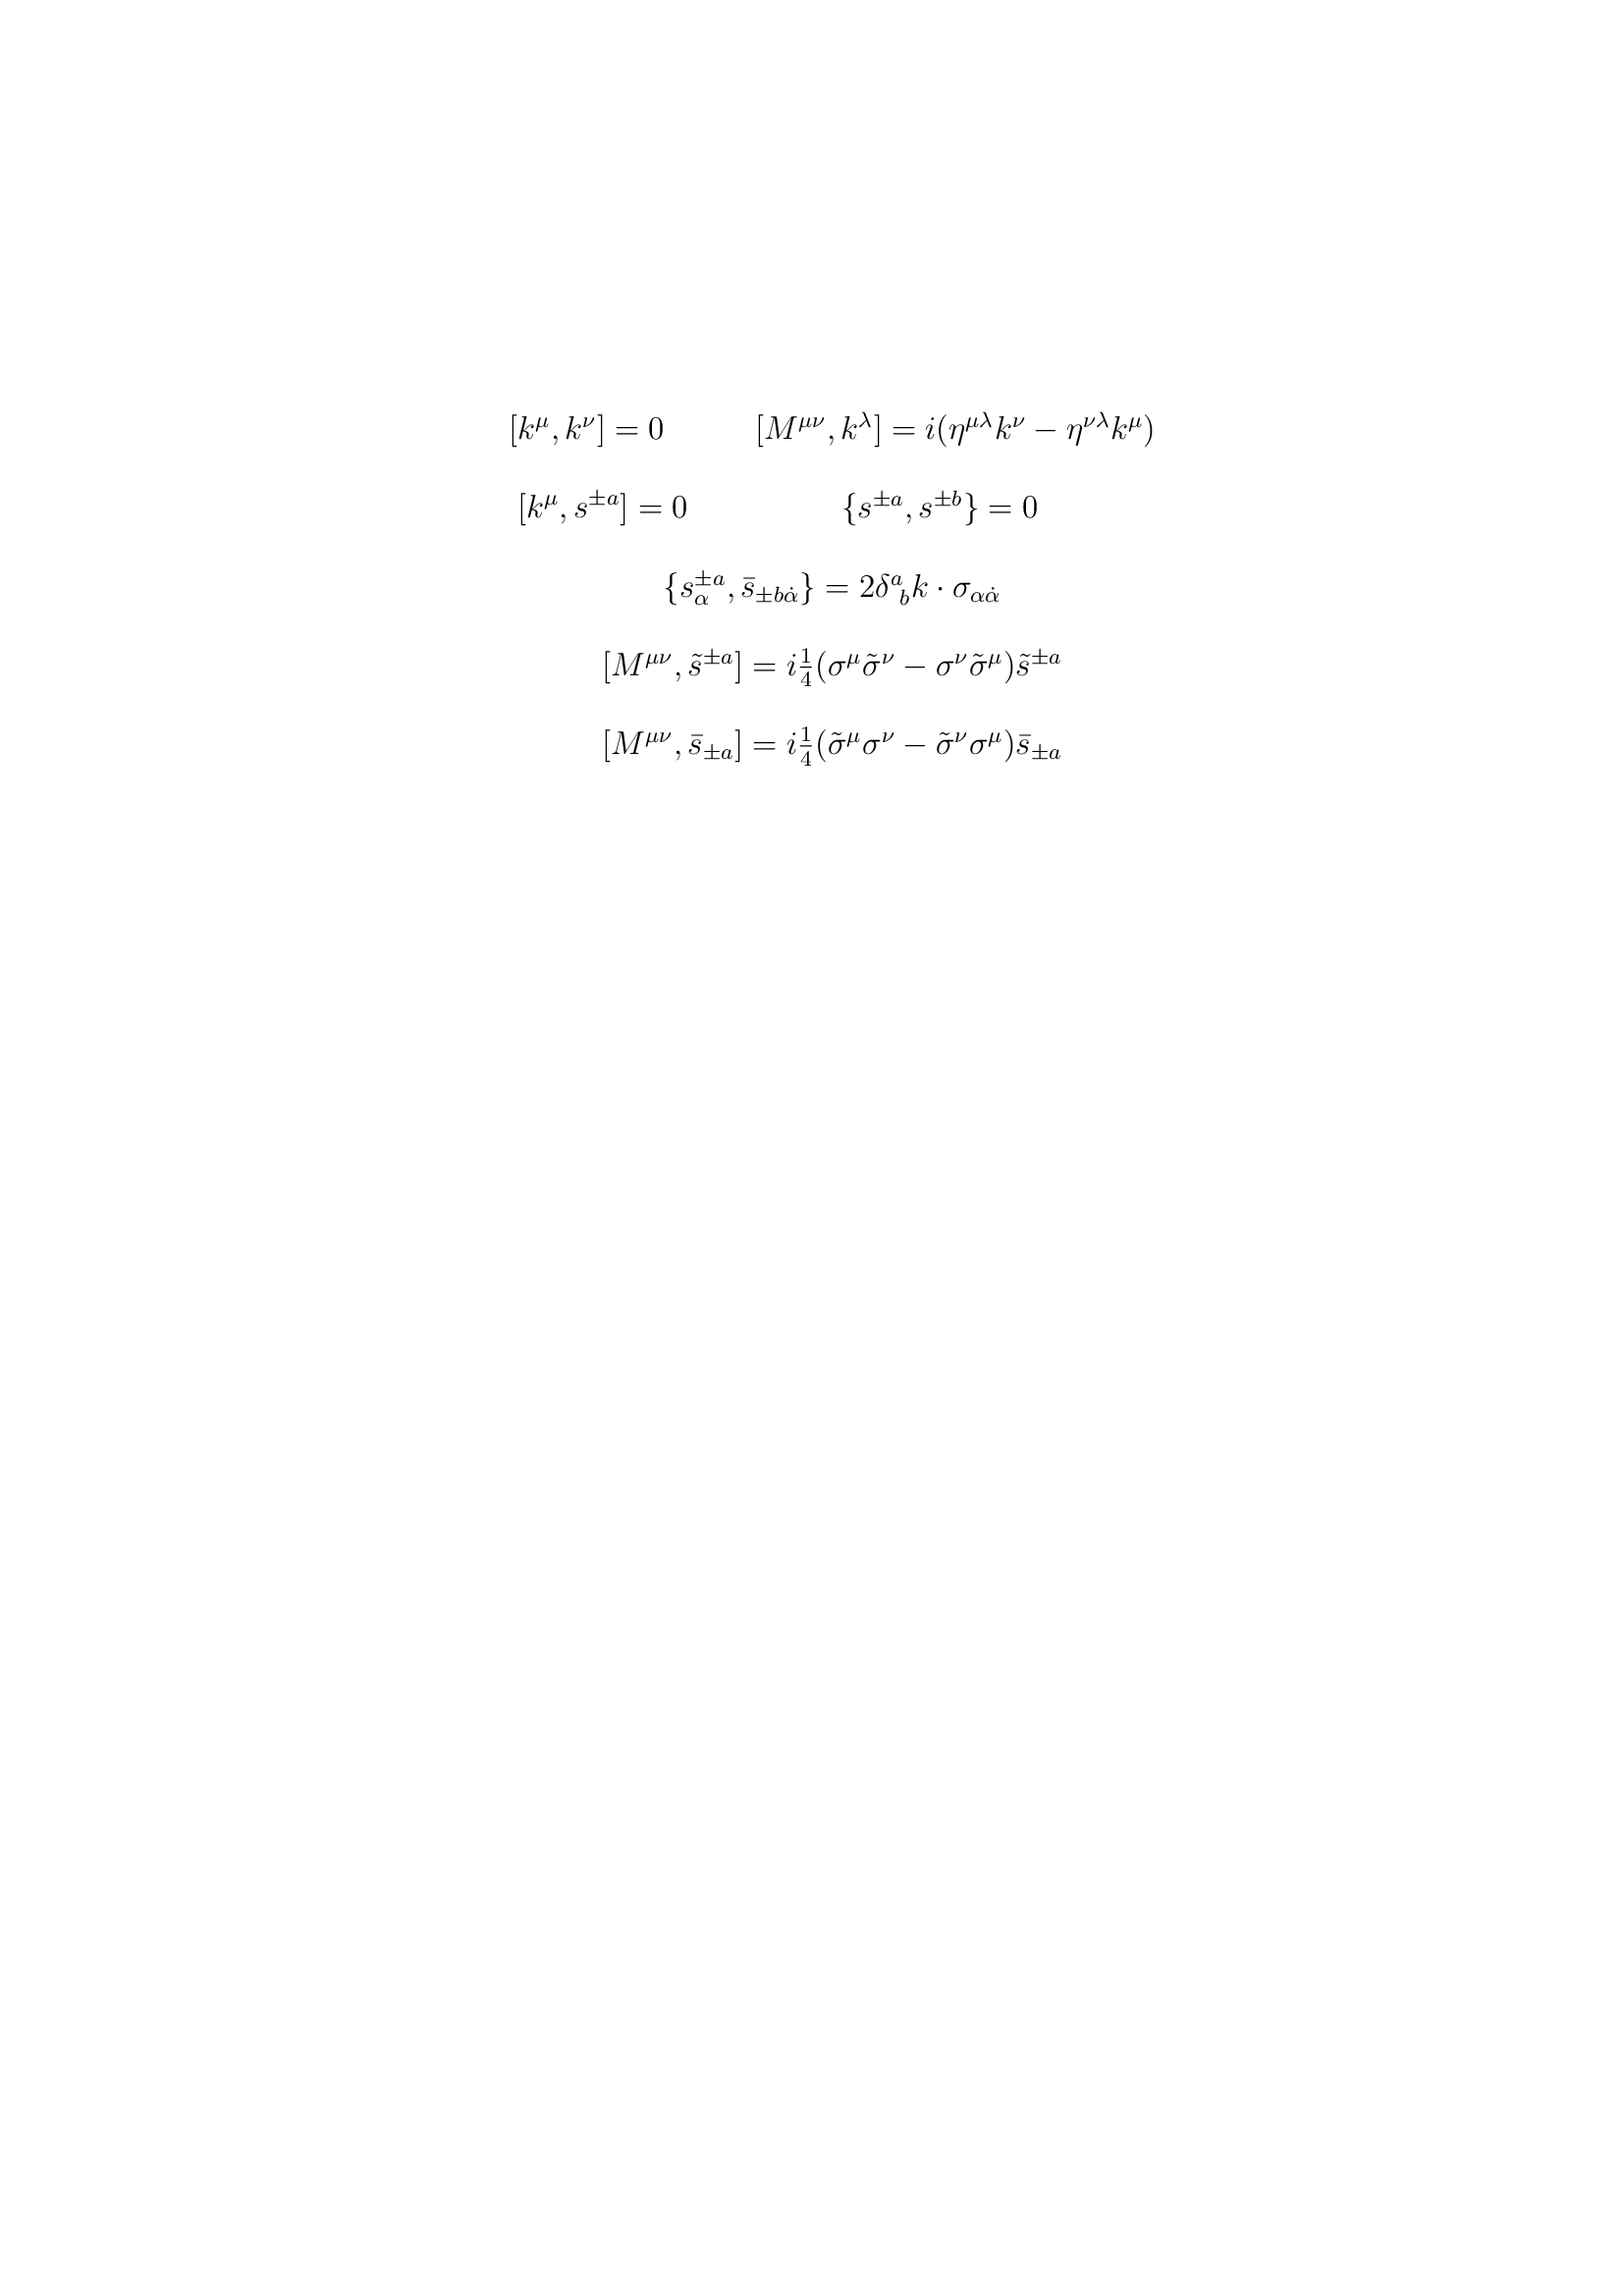 $[k^{\mu}, k^{\nu}] = 0 \qquad [M^{\mu\nu}, k^{\lambda}] = i(\eta^{\mu\lambda} k^{\nu} - \eta^{\nu\lambda} k^{\mu})$
$[k^{\mu}, s^{\pm a}] = 0 \qquad \{s^{\pm a}, s^{\pm b}\} = 0$
$\{s^{\pm a}_{\alpha}, \bar{s}_{\pm b\dot{\alpha}}\} = 2\delta^{a}_{\ b} k \cdot \sigma_{\alpha\dot{\alpha}}$
$[M^{\mu\nu}, \tilde{s}^{\pm a}] = i\frac{1}{4}(\sigma^{\mu}\tilde{\sigma}^{\nu} - \sigma^{\nu}\tilde{\sigma}^{\mu})\tilde{s}^{\pm a}$
$[M^{\mu\nu}, \bar{s}_{\pm a}] = i\frac{1}{4}(\tilde{\sigma}^{\mu}\sigma^{\nu} - \tilde{\sigma}^{\nu}\sigma^{\mu})\bar{s}_{\pm a}$